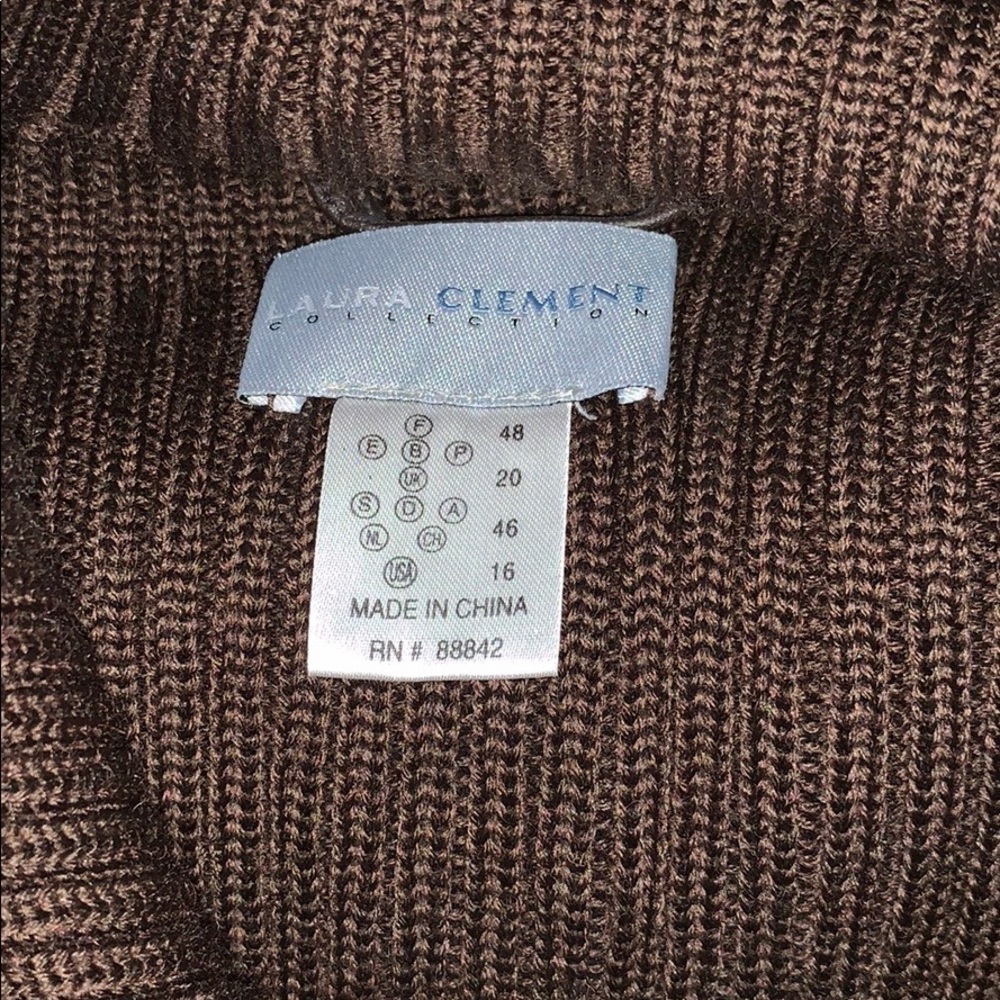 LAURA CLEMENT
COLLECTION
F 48
E B P
UK 20
S D A
NL CH 46
USA 16
MADE IN CHINA
RN # 88842